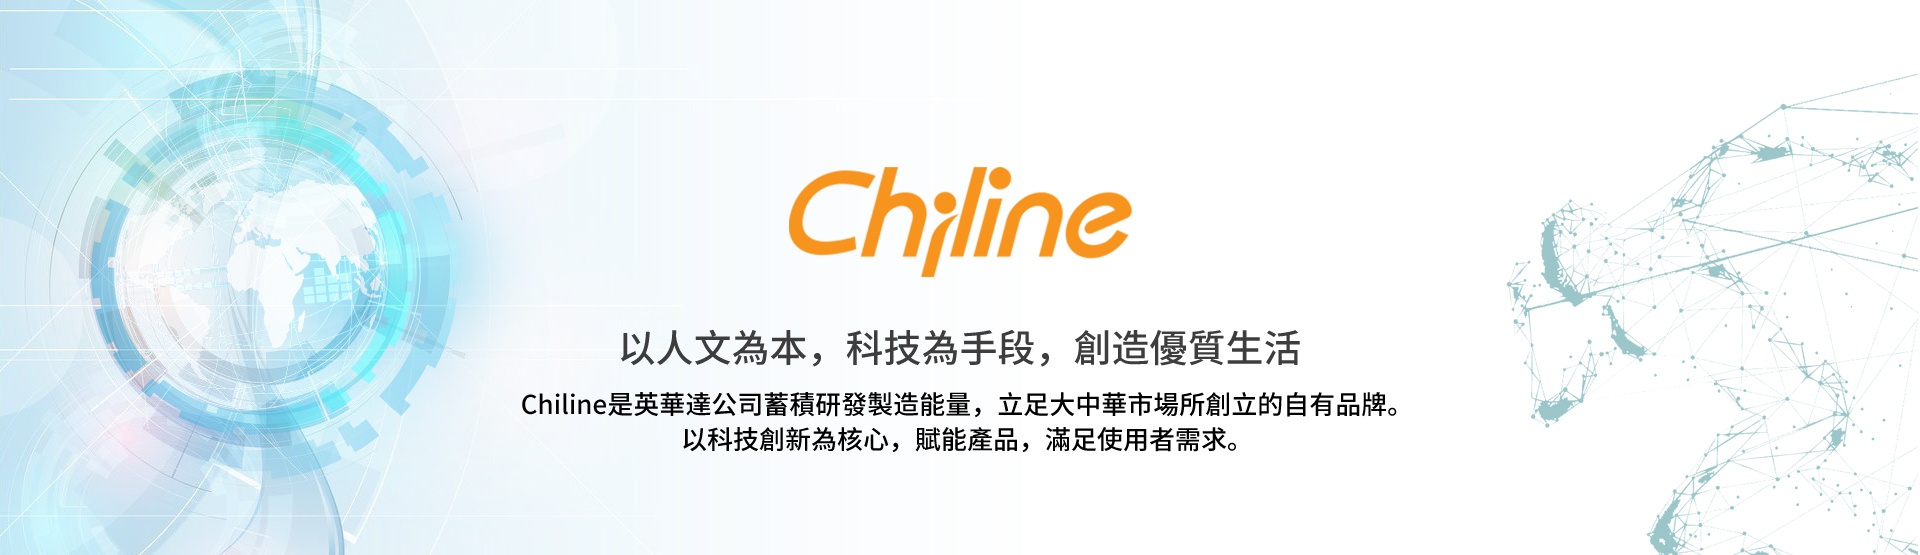 Chiline
以人文為本，科技為手段，創造優質生活
Chiline是英華達公司蓄積研發製造能量，立足大中華市場所創立的自有品牌。
以科技創新為核心，賦能產品，滿足使用者需求。